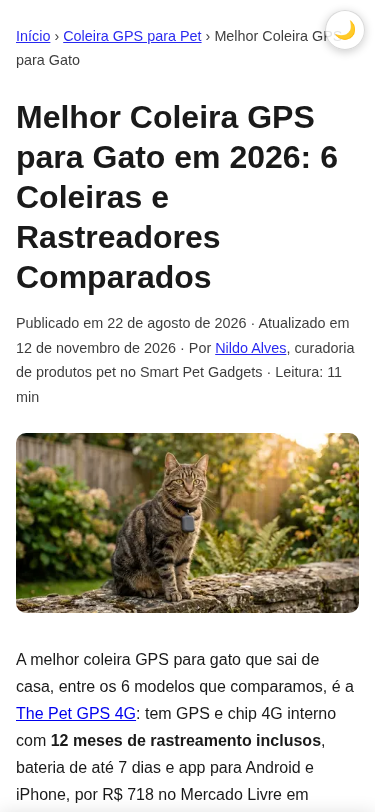 Início › Coleira GPS para Pet › Melhor Coleira GPS
para Gato
Melhor Coleira GPS
para Gato em 2026: 6
Coleiras e
Rastreadores
Comparados
Publicado em 22 de agosto de 2026 · Atualizado em
12 de novembro de 2026 · Por Nildo Alves, curadoria
de produtos pet no Smart Pet Gadgets · Leitura: 11
min
A melhor coleira GPS para gato que sai de
casa, entre os 6 modelos que comparamos, é a
The Pet GPS 4G: tem GPS e chip 4G interno
com 12 meses de rastreamento inclusos,
bateria de até 7 dias e app para Android e
iPhone, por R$ 718 no Mercado Livre em